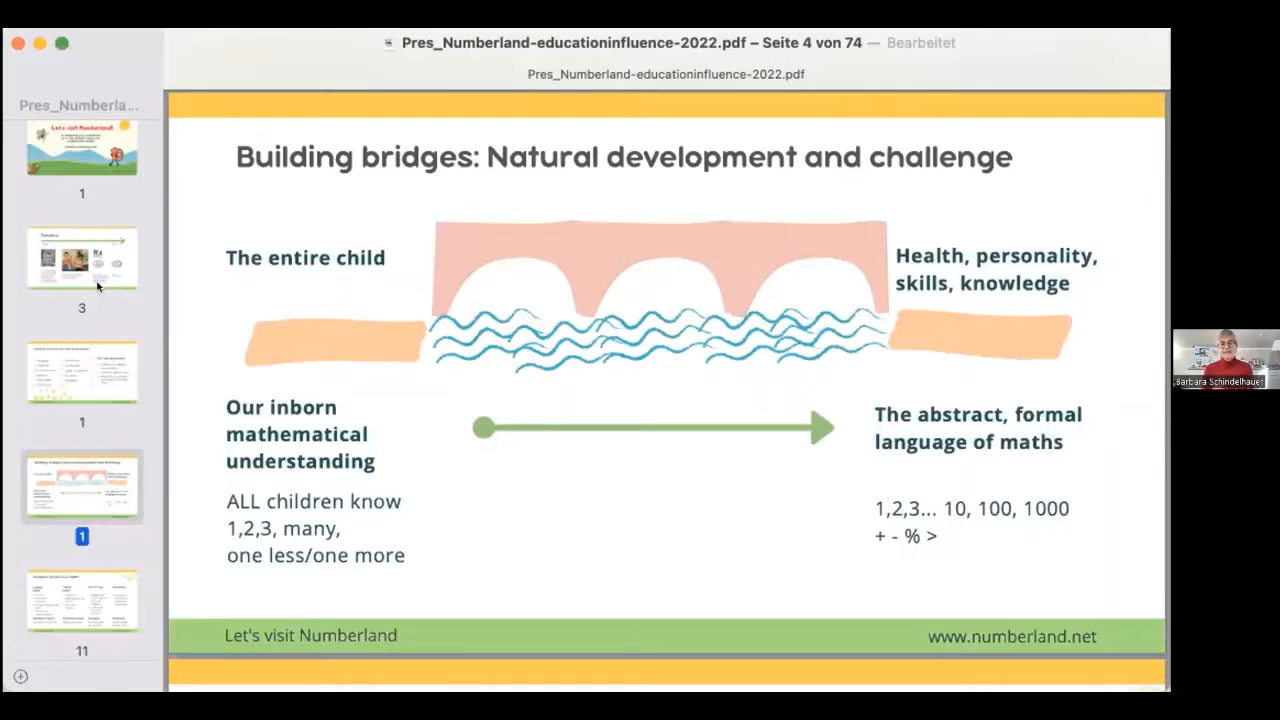 Pres_Numberland-educationinfluence-2022.pdf – Seite 4 von 74 — Bearbeitet
Pres_Numberland-educationinfluence-2022.pdf
Pres_Numberla...
Let's visit Numberland!
1
3
1
1
11
Building bridges: Natural development and challenge
The entire child
Health, personality,
skills, knowledge
Our inborn
mathematical
understanding
ALL children know
1,2,3, many,
one less/one more
The abstract, formal
language of maths
1,2,3... 10, 100, 1000
+ - % >
Let's visit Numberland
www.numberland.net
Barbara Schindelhauer